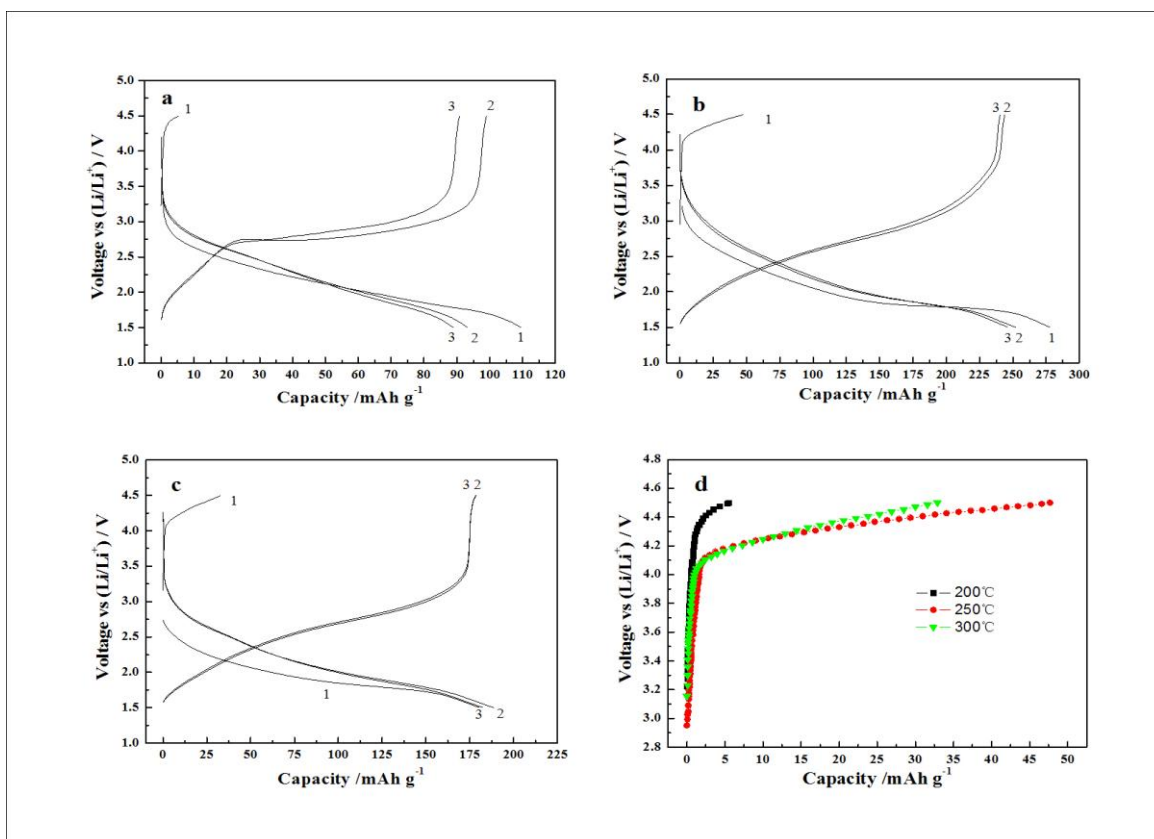 a
1
3 2
5.0
4.5
4.0
3.5
3.0
2.5
2.0
1.5
1.0
Voltage vs (Li/Li⁺) / V
3 2 1
0 10 20 30 40 50 60 70 80 90 100 110 120
Capacity /mAh g⁻¹
b
1
3 2
5.0
4.5
4.0
3.5
3.0
2.5
2.0
1.5
1.0
Voltage vs (Li/Li⁺) / V
3 2 1
0 25 50 75 100 125 150 175 200 225 250 275 300
Capacity /mAh g⁻¹
c
1
3 2
5.0
4.5
4.0
3.5
3.0
2.5
2.0
1.5
1.0
Voltage vs (Li/Li⁺) / V
1
3 2
0 25 50 75 100 125 150 175 200 225
Capacity /mAh g⁻¹
d
4.8
4.6
4.4
4.2
4.0
3.8
3.6
3.4
3.2
3.0
2.8
Voltage vs (Li/Li⁺) / V
200℃
250℃
300℃
0 5 10 15 20 25 30 35 40 45 50
Capacity /mAh g⁻¹